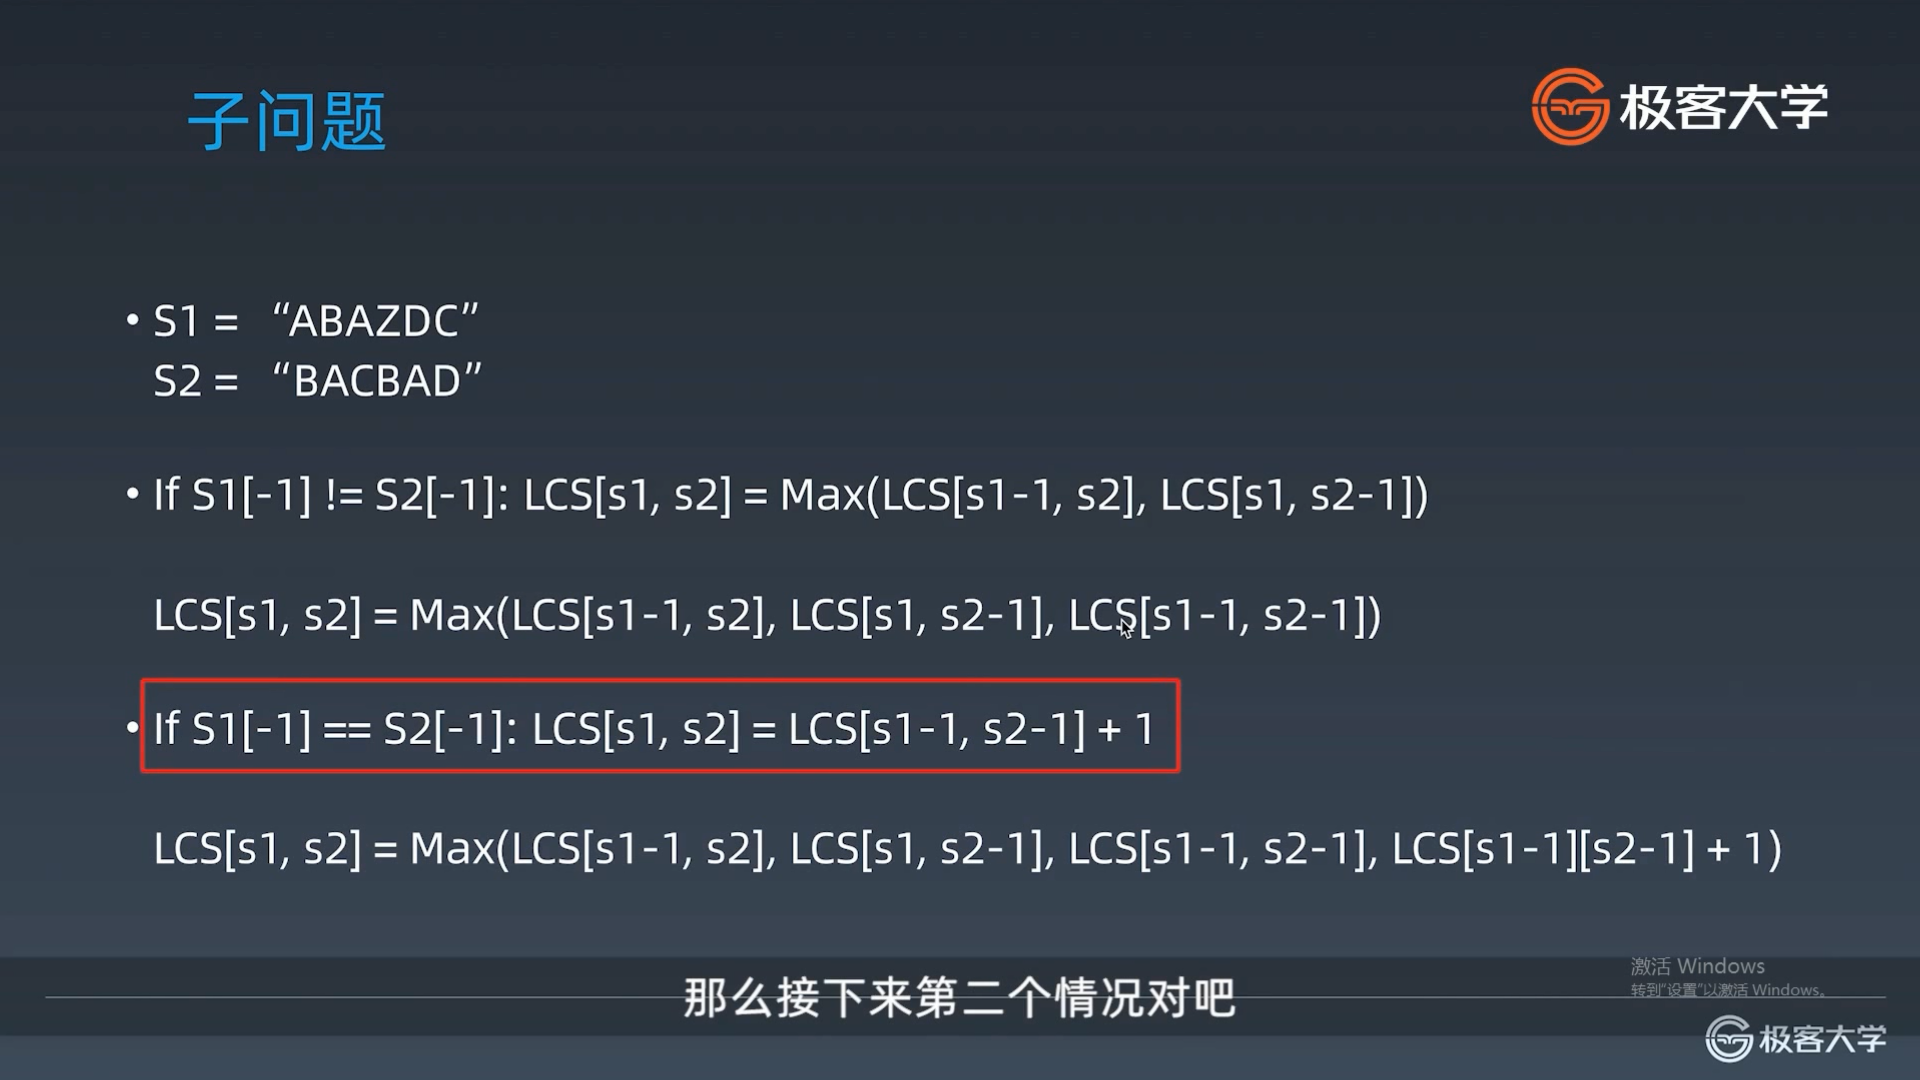 子问题
极客大学
• S1 = “ABAZDC”
S2 = “BACBAD”
• If S1[-1] != S2[-1]: LCS[s1, s2] = Max(LCS[s1-1, s2], LCS[s1, s2-1])
LCS[s1, s2] = Max(LCS[s1-1, s2], LCS[s1, s2-1], LCS[s1-1, s2-1])
• If S1[-1] == S2[-1]: LCS[s1, s2] = LCS[s1-1, s2-1] + 1
LCS[s1, s2] = Max(LCS[s1-1, s2], LCS[s1, s2-1], LCS[s1-1, s2-1], LCS[s1-1][s2-1] + 1)
那么接下来第二个情况对吧
激活 Windows
转到“设置”以激活 Windows。
极客大学